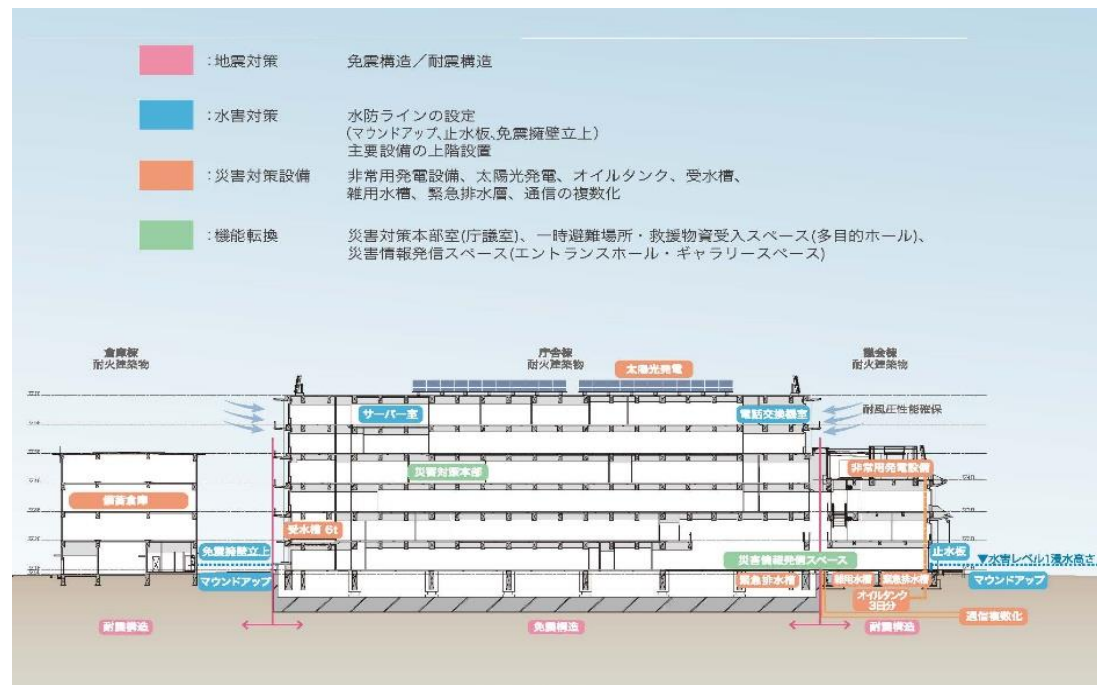 ：地震対策 免震構造／耐震構造
：水害対策 水防ラインの設定
(マウンドアップ、止水板、免震擁壁立上)
主要設備の上階設置
：災害対策設備 非常用発電設備、太陽光発電、オイルタンク、受水槽、
雑用水槽、緊急排水層、通信の複数化
：機能転換 災害対策本部室(庁議室)、一時避難場所・救援物資受入スペース(多目的ホール)、
災害情報発信スペース(エントランスホール・ギャラリースペース)
倉庫棟
耐火建築物
庁舎棟
耐火建築物
議会棟
耐火建築物
太陽光発電
サーバー室
電話交換機室
耐風圧性能確保
災害対策本部
非常用発電設備
備蓄倉庫
受水槽 6t
免震擁壁立上
止水板
災害情報発信スペース
▼水害レベル1浸水高さ
マウンドアップ
緊急排水槽
雑用水槽
緊急排水槽
マウンドアップ
オイルタンク
3日分
通信複数化
耐震構造
免震構造
耐震構造